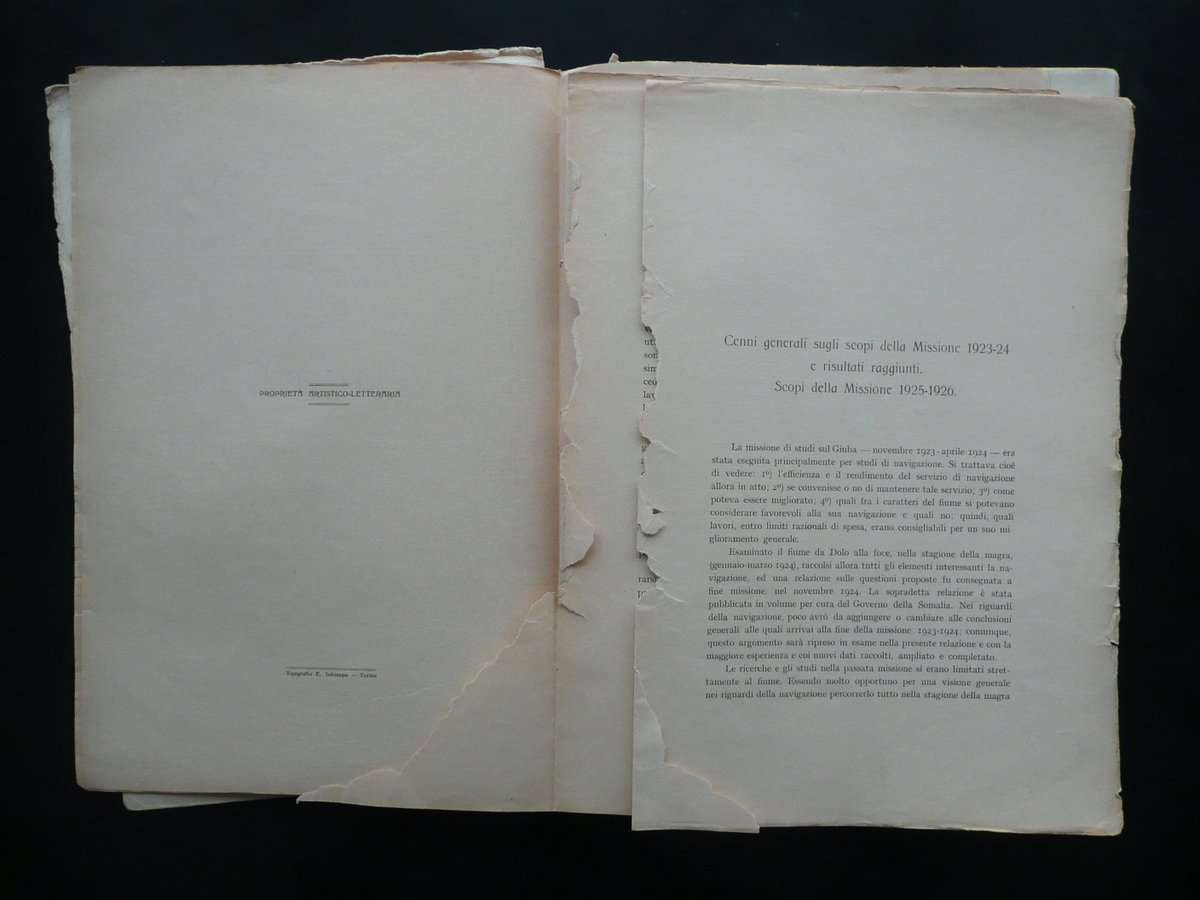 PROPRIETÀ ARTISTICO-LETTERARIA
Tipografia E. Schioppo — Torino
ut
son
sim
ceo
lax
g
rarsi
p
Cenni generali sugli scopi della Missione 1923-24
e risultati raggiunti.
Scopi della Missione 1925-1926.
La missione di studi sul Giuba — novembre 1923-aprile 1924 — era
stata eseguita principalmente per studi di navigazione. Si trattava cioè
di vedere: 1º) l'efficienza e il rendimento del servizio di navigazione
allora in atto; 2º) se convenisse o no di mantenere tale servizio; 3º) come
poteva essere migliorato; 4º) quali fra i caratteri del fiume si potevano
considerare favorevoli alla sua navigazione e quali no; quindi, quali
lavori, entro limiti razionali di spesa, erano consigliabili per un suo mi
glioramento generale.
Esaminato il fiume da Dolo alla foce, nella stagione della magra,
(gennaio-marzo 1924), raccolsi allora tutti gli elementi interessanti la na-
vigazione, ed una relazione sulle questioni proposte fu consegnata a
fine missione, nel novembre 1924. La sopradetta relazione è stata
pubblicata in volume per cura del Governo della Somalia. Nei riguardi
della navigazione, poco avrò da aggiungere o cambiare alle conclusioni
generali alle quali arrivai alla fine della missione, 1923-1924; comunque,
questo argomento sarà ripreso in esame nella presente relazione e con la
maggiore esperienza e coi nuovi dati raccolti, ampliato e completato.
Le ricerche e gli studi nella passata missione si erano limitati stret-
tamente al fiume. Essendo molto opportuno per una visione generale
nei riguardi della navigazione percorrerlo tutto nella stagione della magra